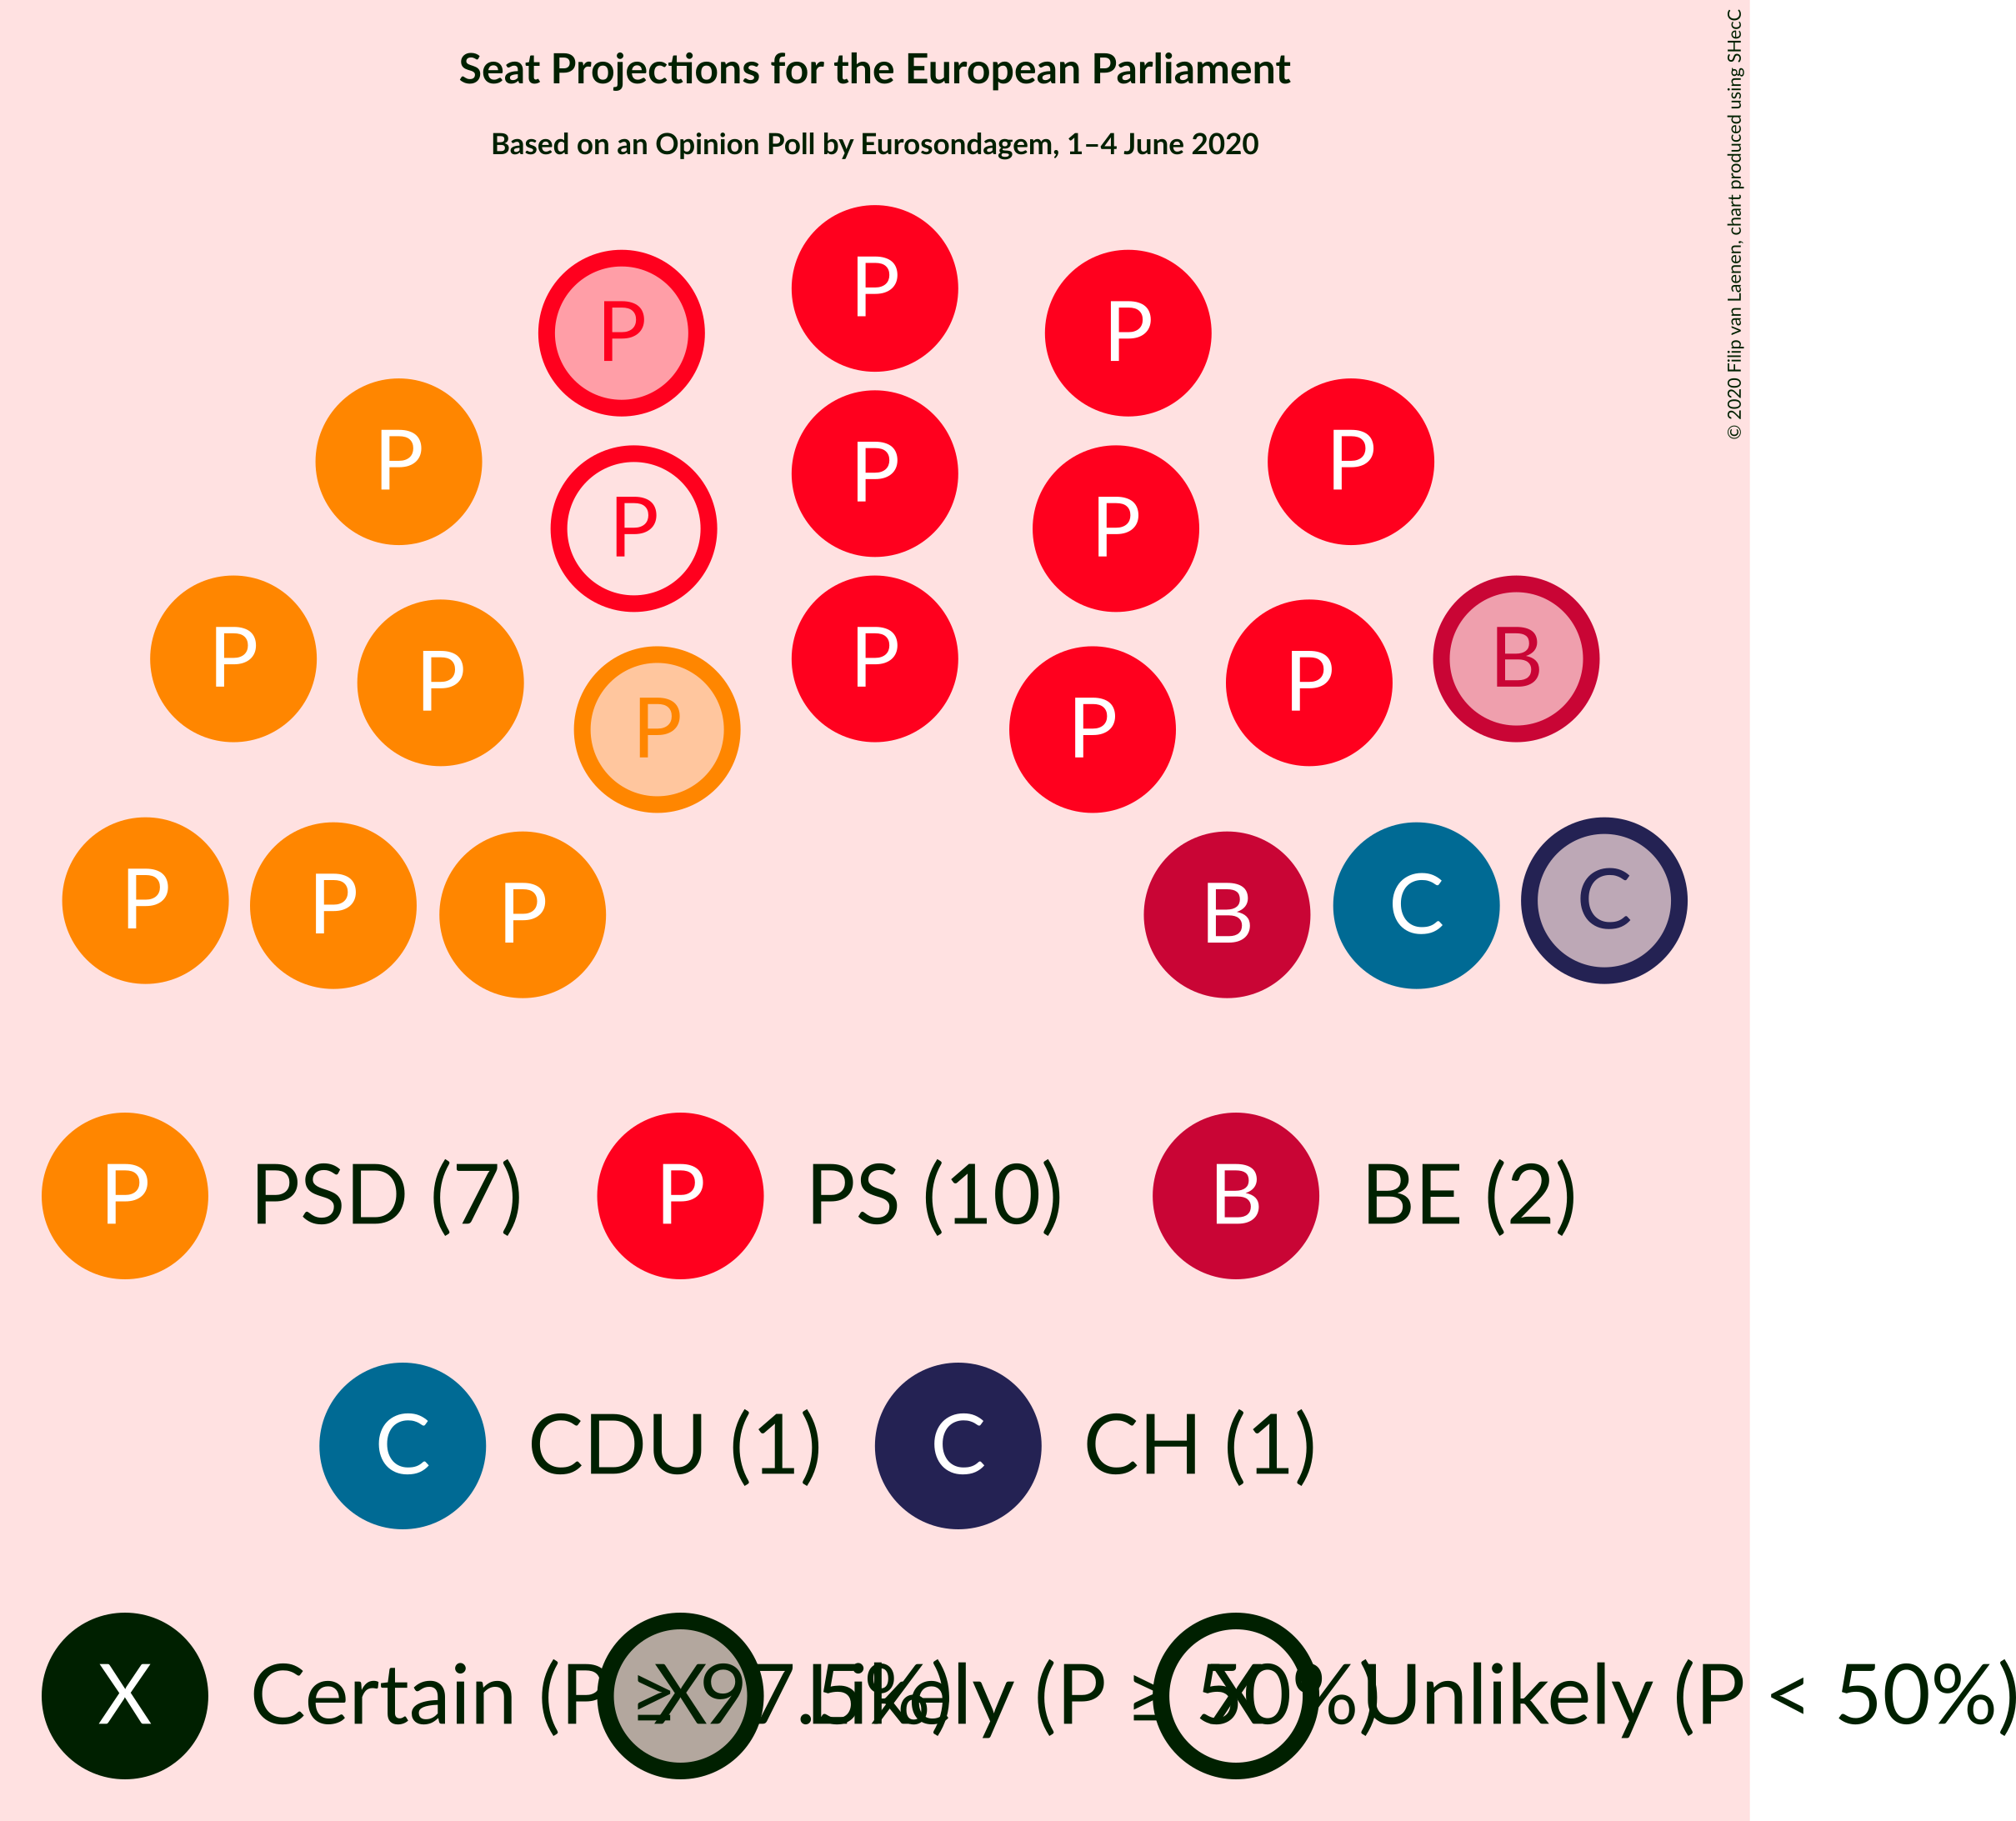 Seat Projections for the European Parliament
Based on an Opinion Poll by Eurosondagem, 1–4 June 2020
© 2020 Filip van Laenen, chart produced using SHecC
P
P P
P P
P
P P
P P
P B
P P
P P
P P P
B C C
P PSD (7) P PS (10) B BE (2)
C CDU (1) C CH (1)
X Certain (P ≥ 97.5%) X Likely (P ≥ 50%) X Unlikely (P < 50%)